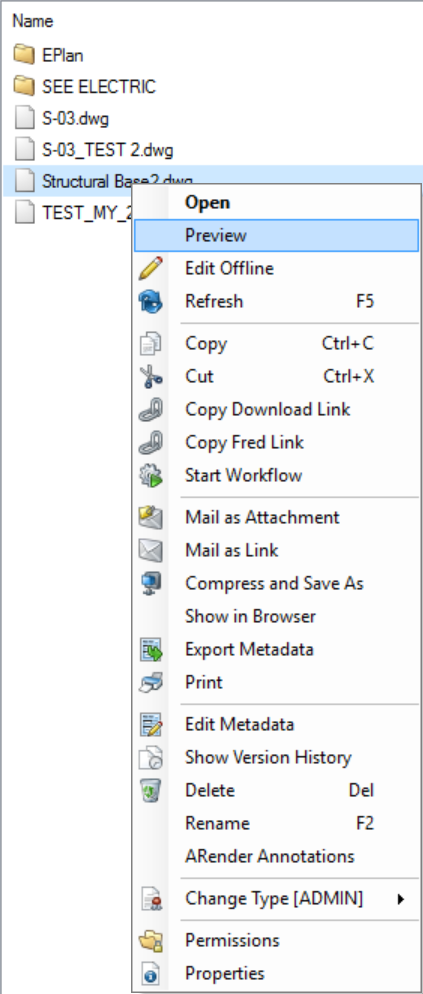 Name
EPlan
SEE ELECTRIC
S-03.dwg
S-03_TEST 2.dwg
Structural Base2.dwg
TEST_MY_2
Open
Preview
Edit Offline
Refresh F5
Copy Ctrl+C
Cut Ctrl+X
Copy Download Link
Copy Fred Link
Start Workflow
Mail as Attachment
Mail as Link
Compress and Save As
Show in Browser
Export Metadata
Print
Edit Metadata
Show Version History
Delete Del
Rename F2
ARender Annotations
Change Type [ADMIN]
Permissions
Properties